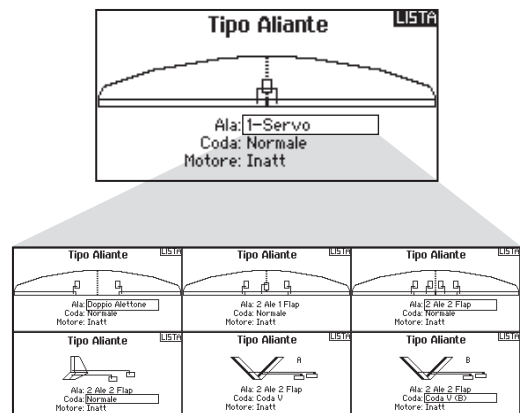 Tipo Aliante LISTA
Ala: 1-Servo
Coda: Normale
Motore: Inatt
Tipo Aliante LISTA
Ala: Doppio Alettone
Coda: Normale
Motore: Inatt
Tipo Aliante LISTA
Ala: 2 Ale 1 Flap
Coda: Normale
Motore: Inatt
Tipo Aliante LISTA
Ala: 2 Ale 2 Flap
Coda: Normale
Motore: Inatt
Tipo Aliante LISTA
Ala: 2 Ale 2 Flap
Coda: Normale
Motore: Inatt
Tipo Aliante LISTA
A
Ala: 2 Ale 2 Flap
Coda: Coda V
Motore: Inatt
Tipo Aliante LISTA
B
Ala: 2 Ale 2 Flap
Coda: Coda V (B)
Motore: Inatt